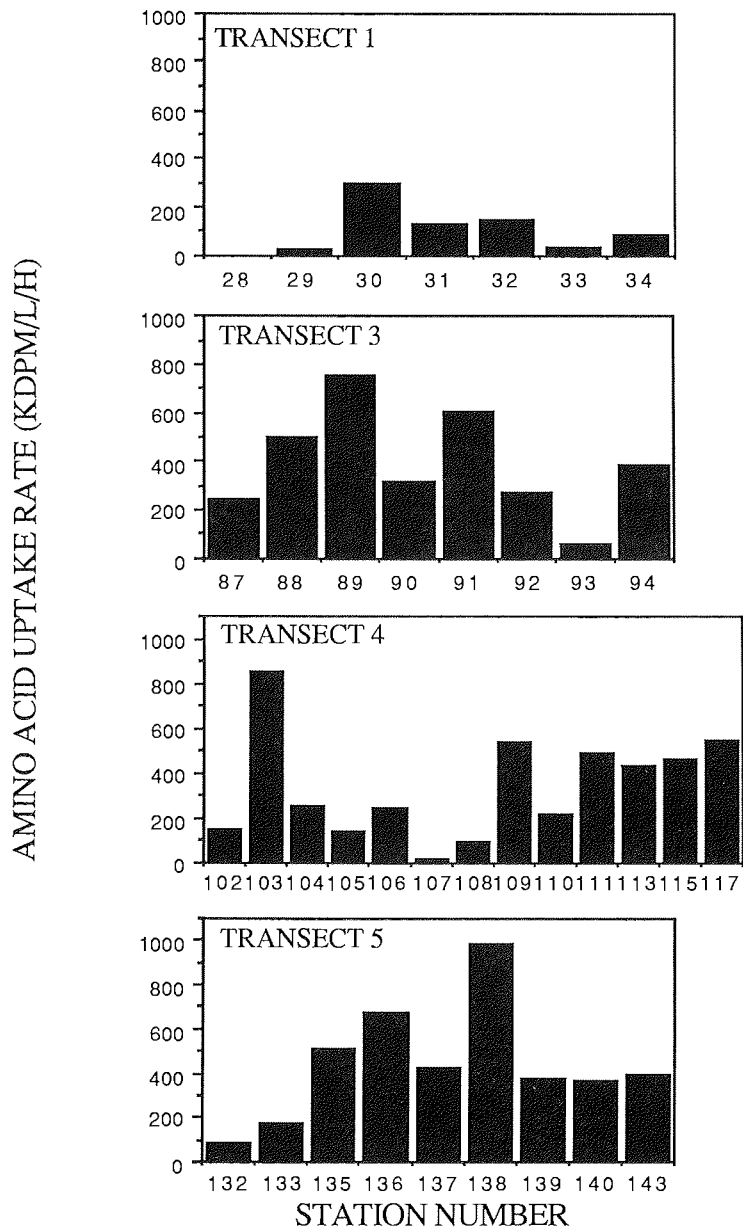 AMINO ACID UPTAKE RATE (KDPM/L/H)
TRANSECT 1
1000
800
600
400
200
0
28 29 30 31 32 33 34
TRANSECT 3
1000
800
600
400
200
0
87 88 89 90 91 92 93 94
TRANSECT 4
1000
800
600
400
200
0
102 103 104 105 106 107 108 109 110 111 113 115 117
TRANSECT 5
1000
800
600
400
200
0
132 133 135 136 137 138 139 140 143
STATION NUMBER